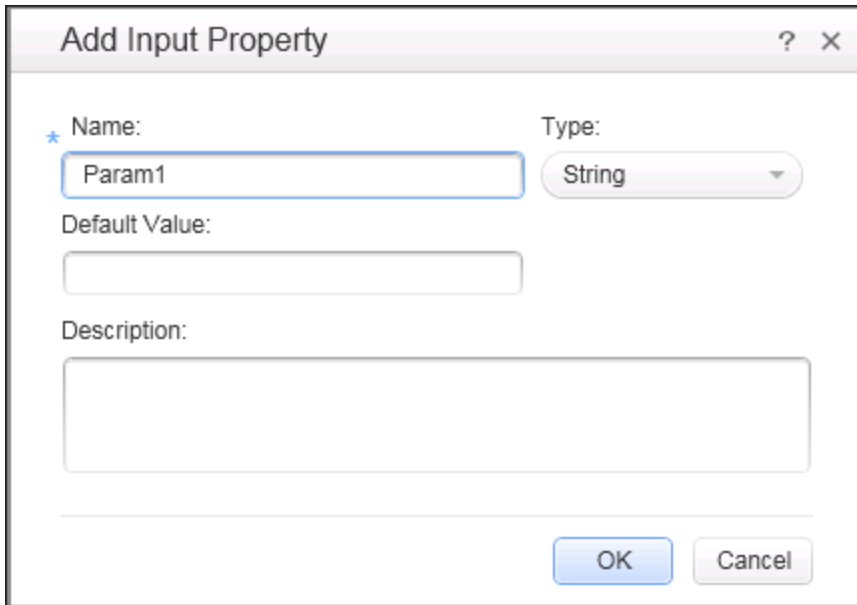 Add Input Property ? ×
* Name: Type:
Param1 String
Default Value:
Description:
OK Cancel